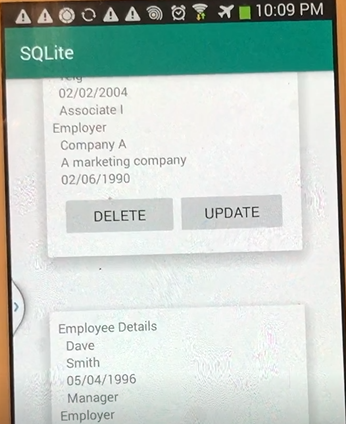 10:09 PM
SQLite
02/02/2004
Associate I
Employer
Company A
A marketing company
02/06/1990
DELETE UPDATE
Employee Details
Dave
Smith
05/04/1996
Manager
Employer